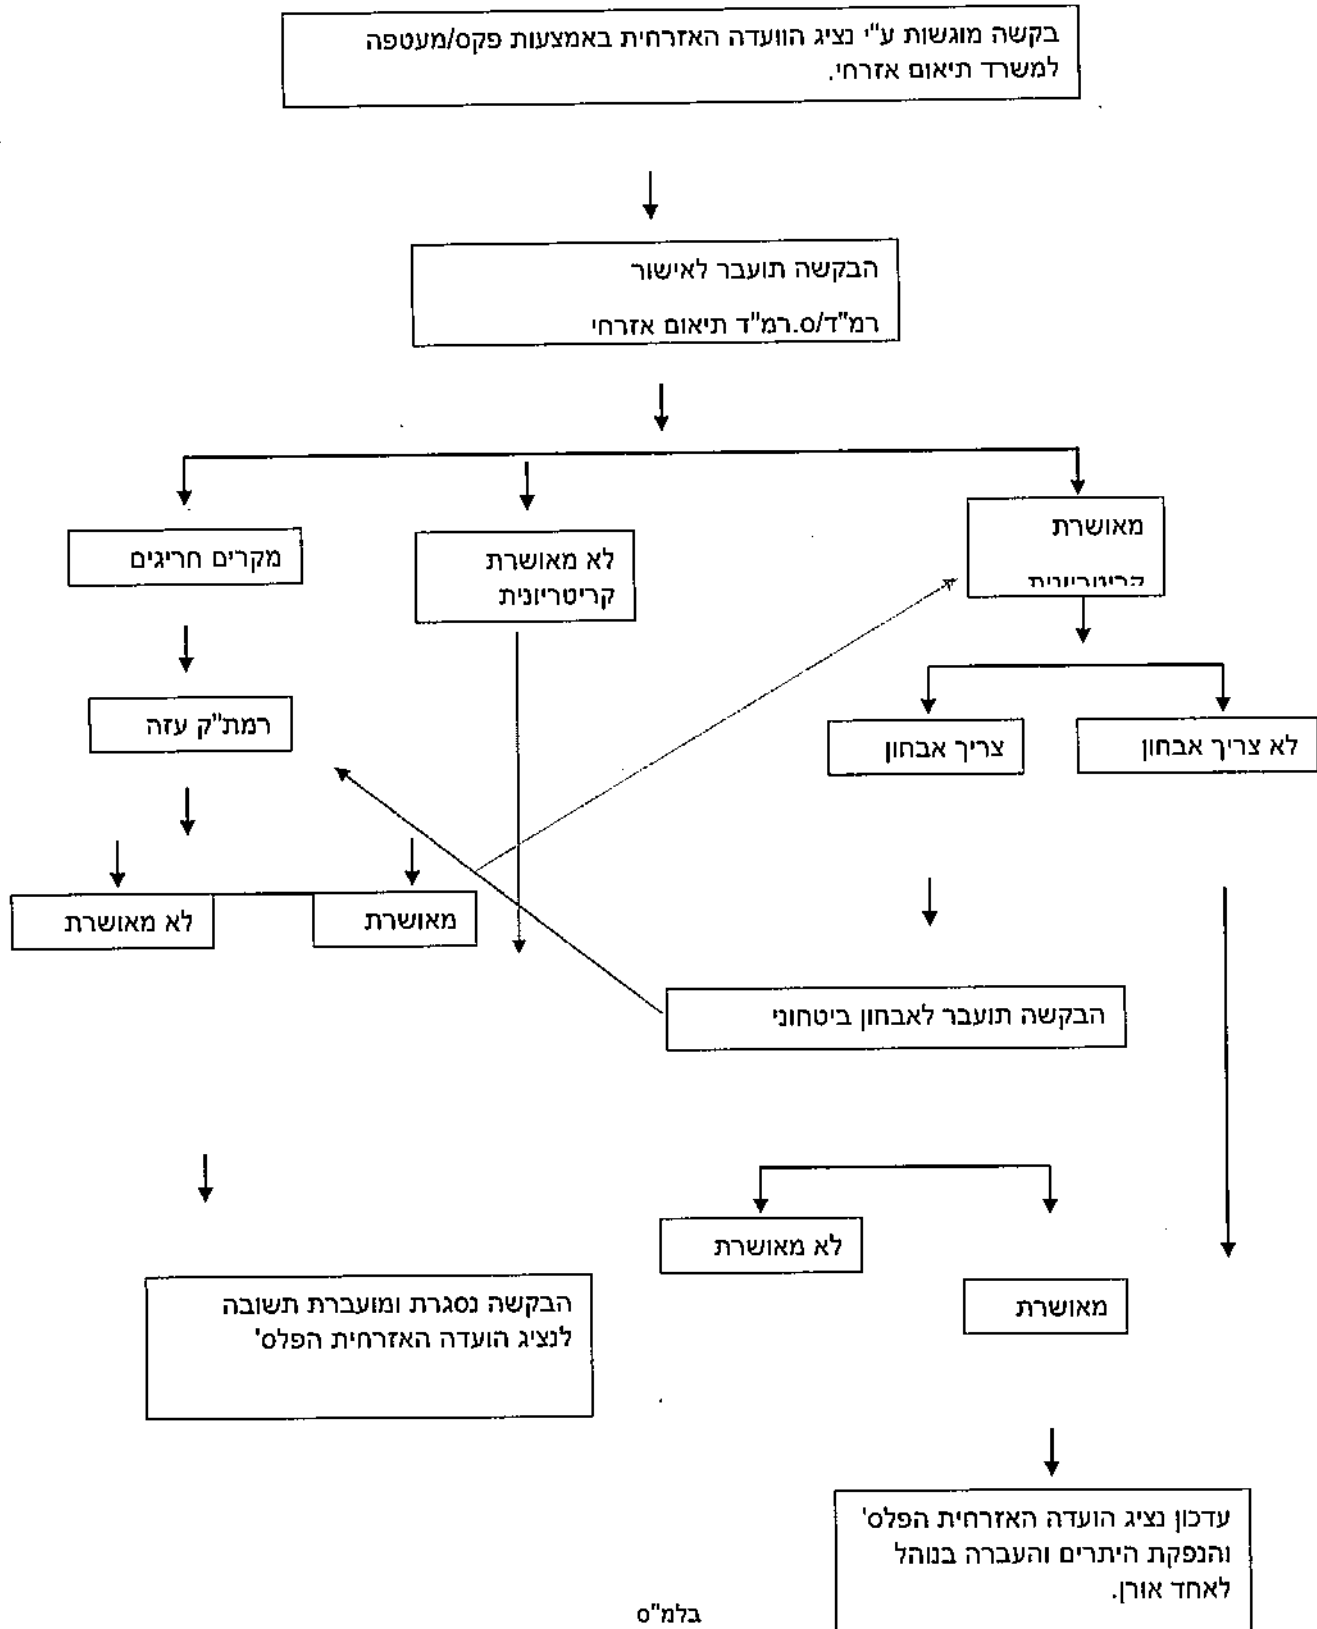 בקשה מוגשות ע"י נציג הוועדה האזרחית באמצעות פקס/מעטפה
למשרד תיאום אזרחי.
הבקשה תועבר לאישור
רמ"ד/ס.רמ"ד תיאום אזרחי
מאושרת
קריטריונית
לא מאושרת
קריטריונית
מקרים חריגים
רמת"ק עזה
לא צריך אבחון
צריך אבחון
מאושרת
לא מאושרת
הבקשה תועבר לאבחון ביטחוני
לא מאושרת
מאושרת
הבקשה נסגרת ומועברת תשובה
לנציג הועדה האזרחית הפלס'
עדכון נציג הועדה האזרחית הפלס'
והנפקת היתרים והעברה בנוהל
לאחד אורן.
בלמ"ס